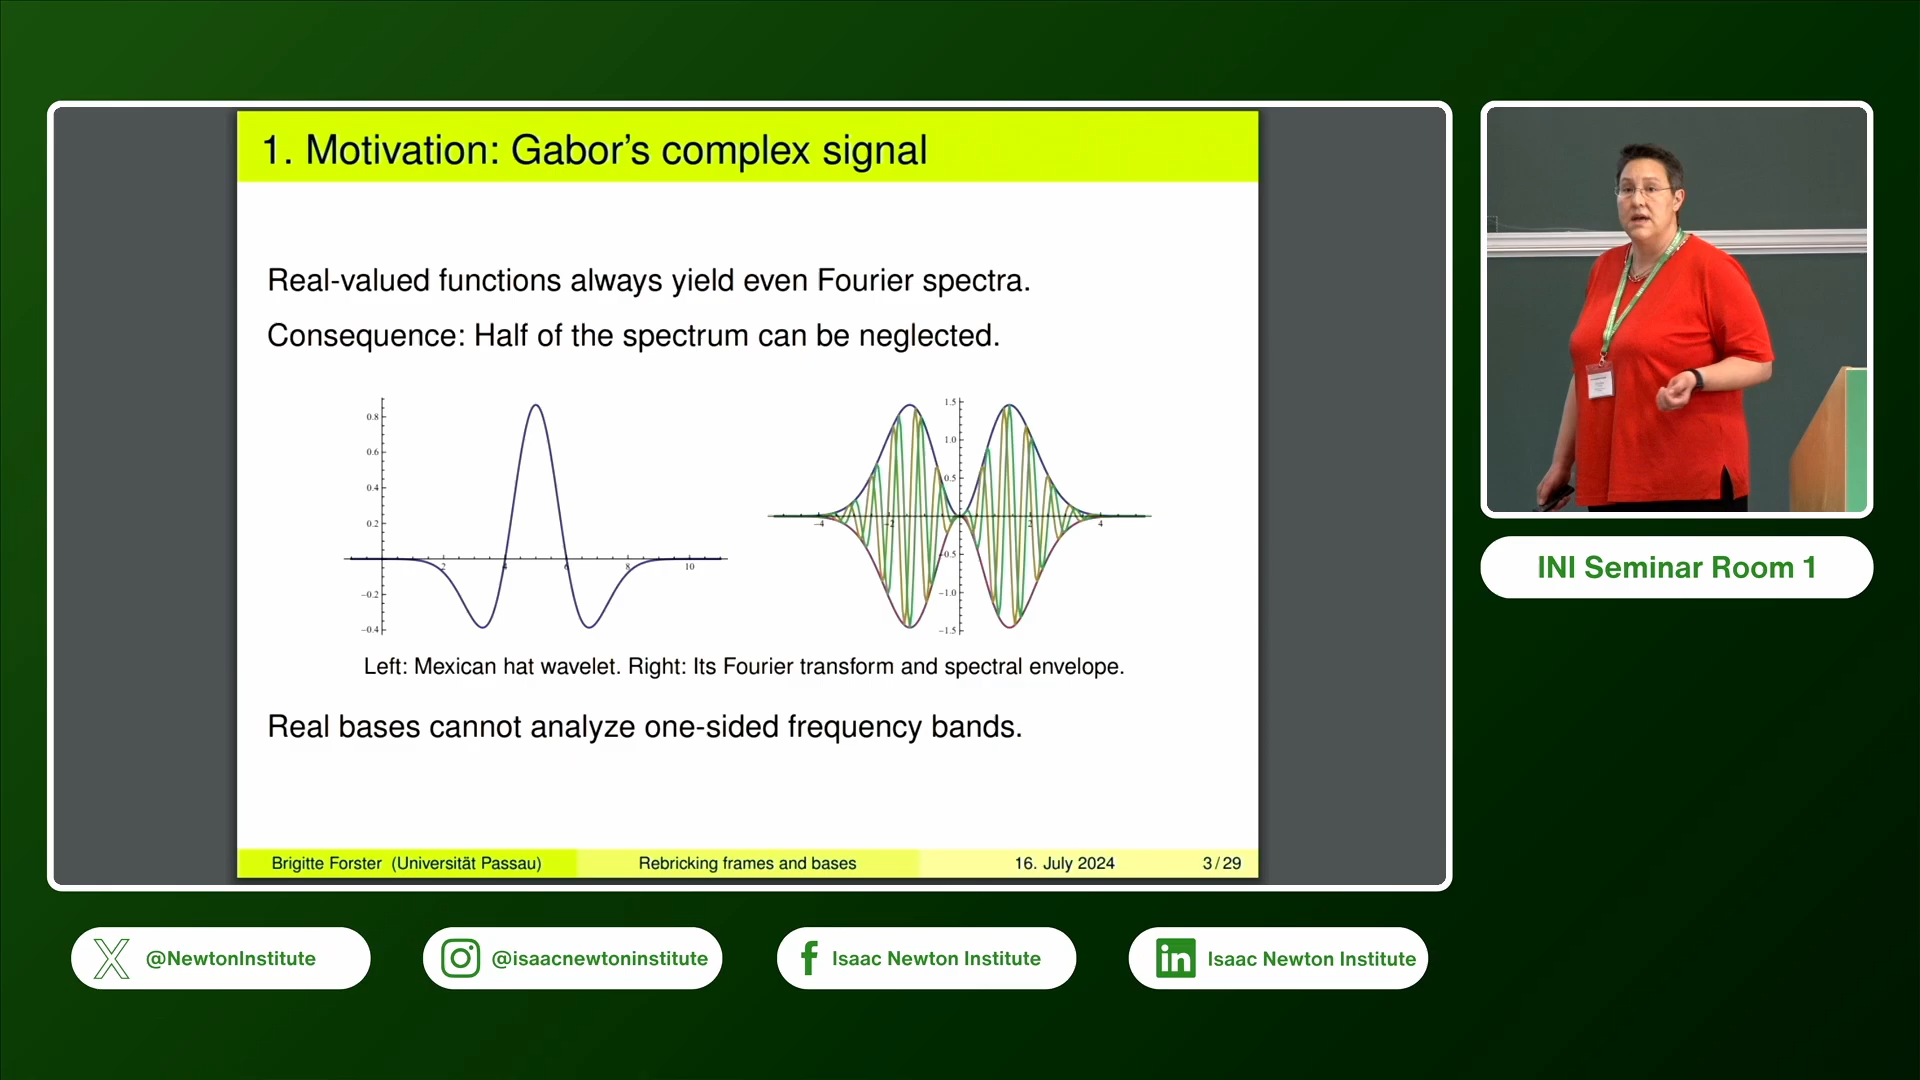 1. Motivation: Gabor's complex signal
Real-valued functions always yield even Fourier spectra.
Consequence: Half of the spectrum can be neglected.
0.8
0.6
0.4
0.2
-0.2
-0.4
2
4
6
8
10
1.5
1.0
0.5
-0.5
-1.0
-1.5
-4
-2
2
4
Left: Mexican hat wavelet. Right: Its Fourier transform and spectral envelope.
Real bases cannot analyze one-sided frequency bands.
Brigitte Forster (Universität Passau)
Rebricking frames and bases
16. July 2024
3/29
INI Seminar Room 1
@NewtonInstitute
@isaacnewtoninstitute
Isaac Newton Institute
Isaac Newton Institute